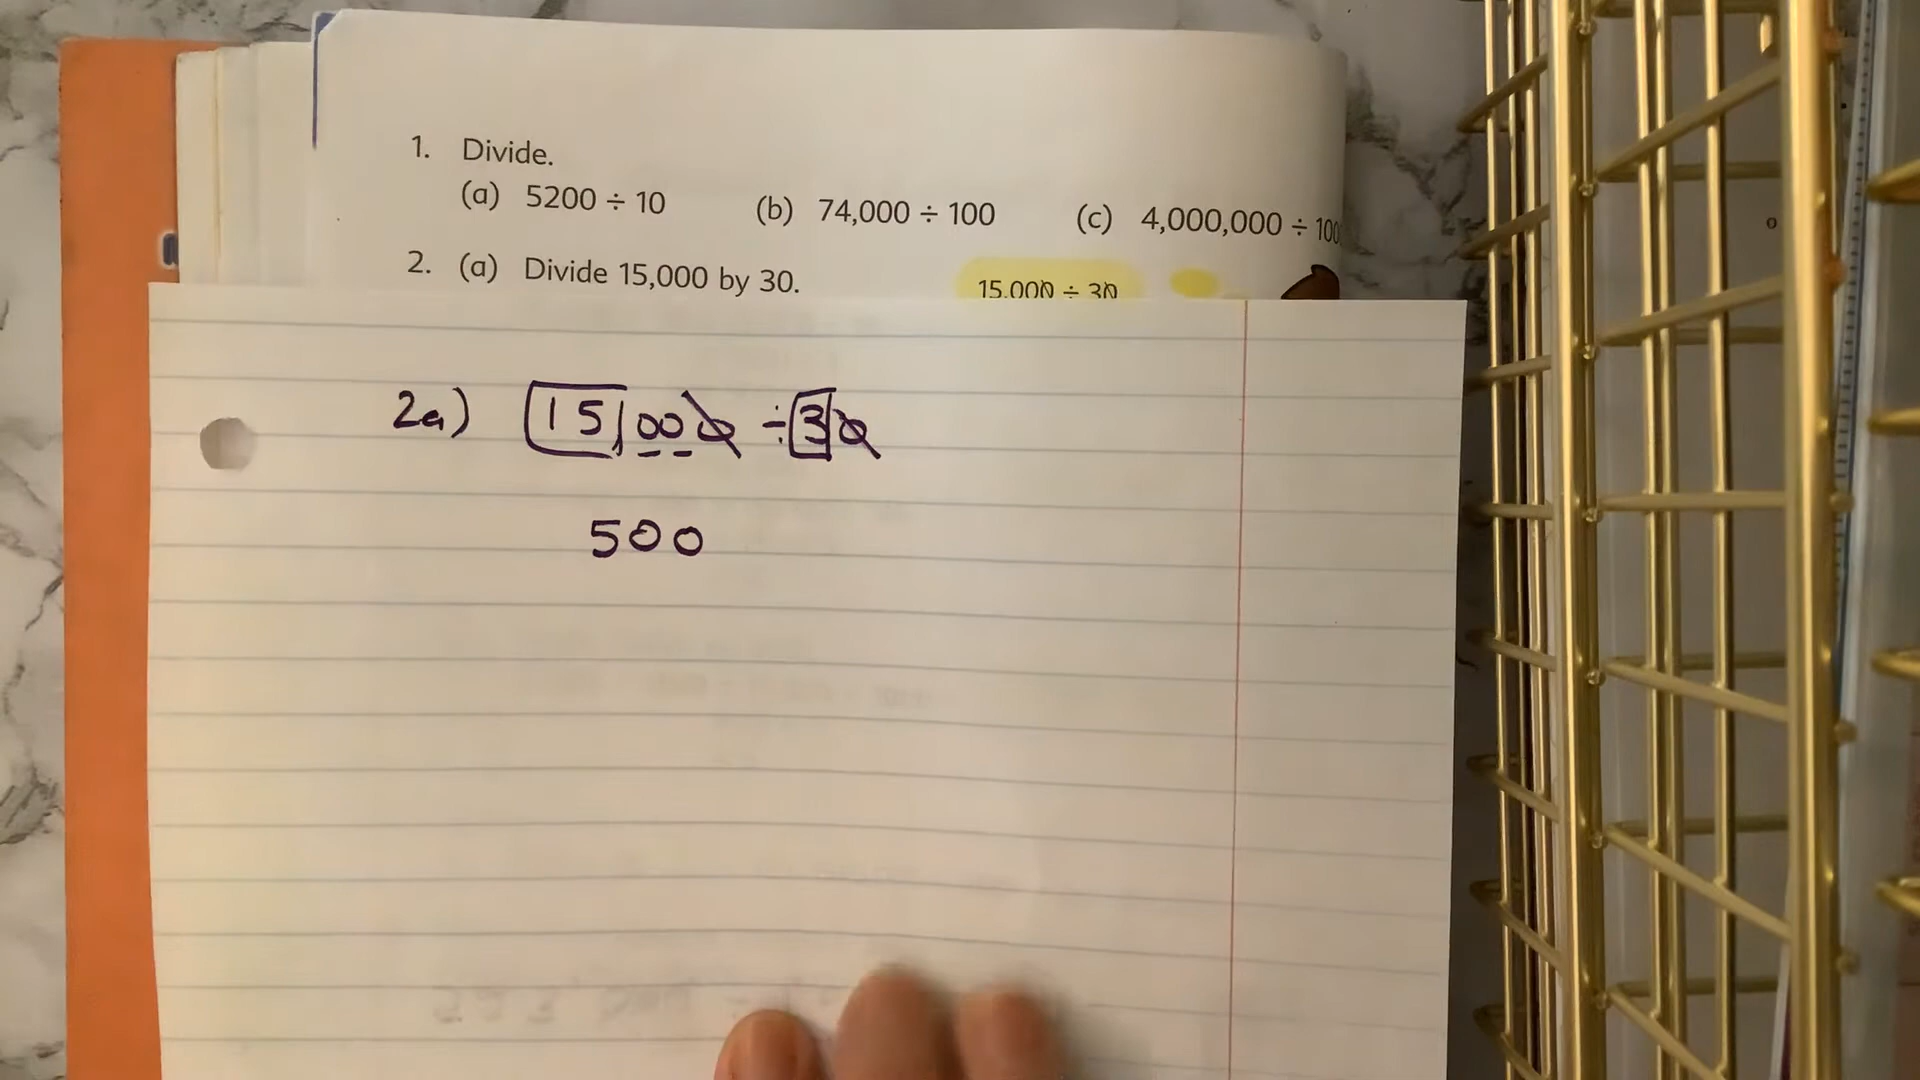 1. Divide.
(a) 5200 ÷ 10 (b) 74,000 ÷ 100 (c) 4,000,000 ÷ 100
2. (a) Divide 15,000 by 30. 15,000 ÷ 30
2a) 15,000 ÷ 30
500